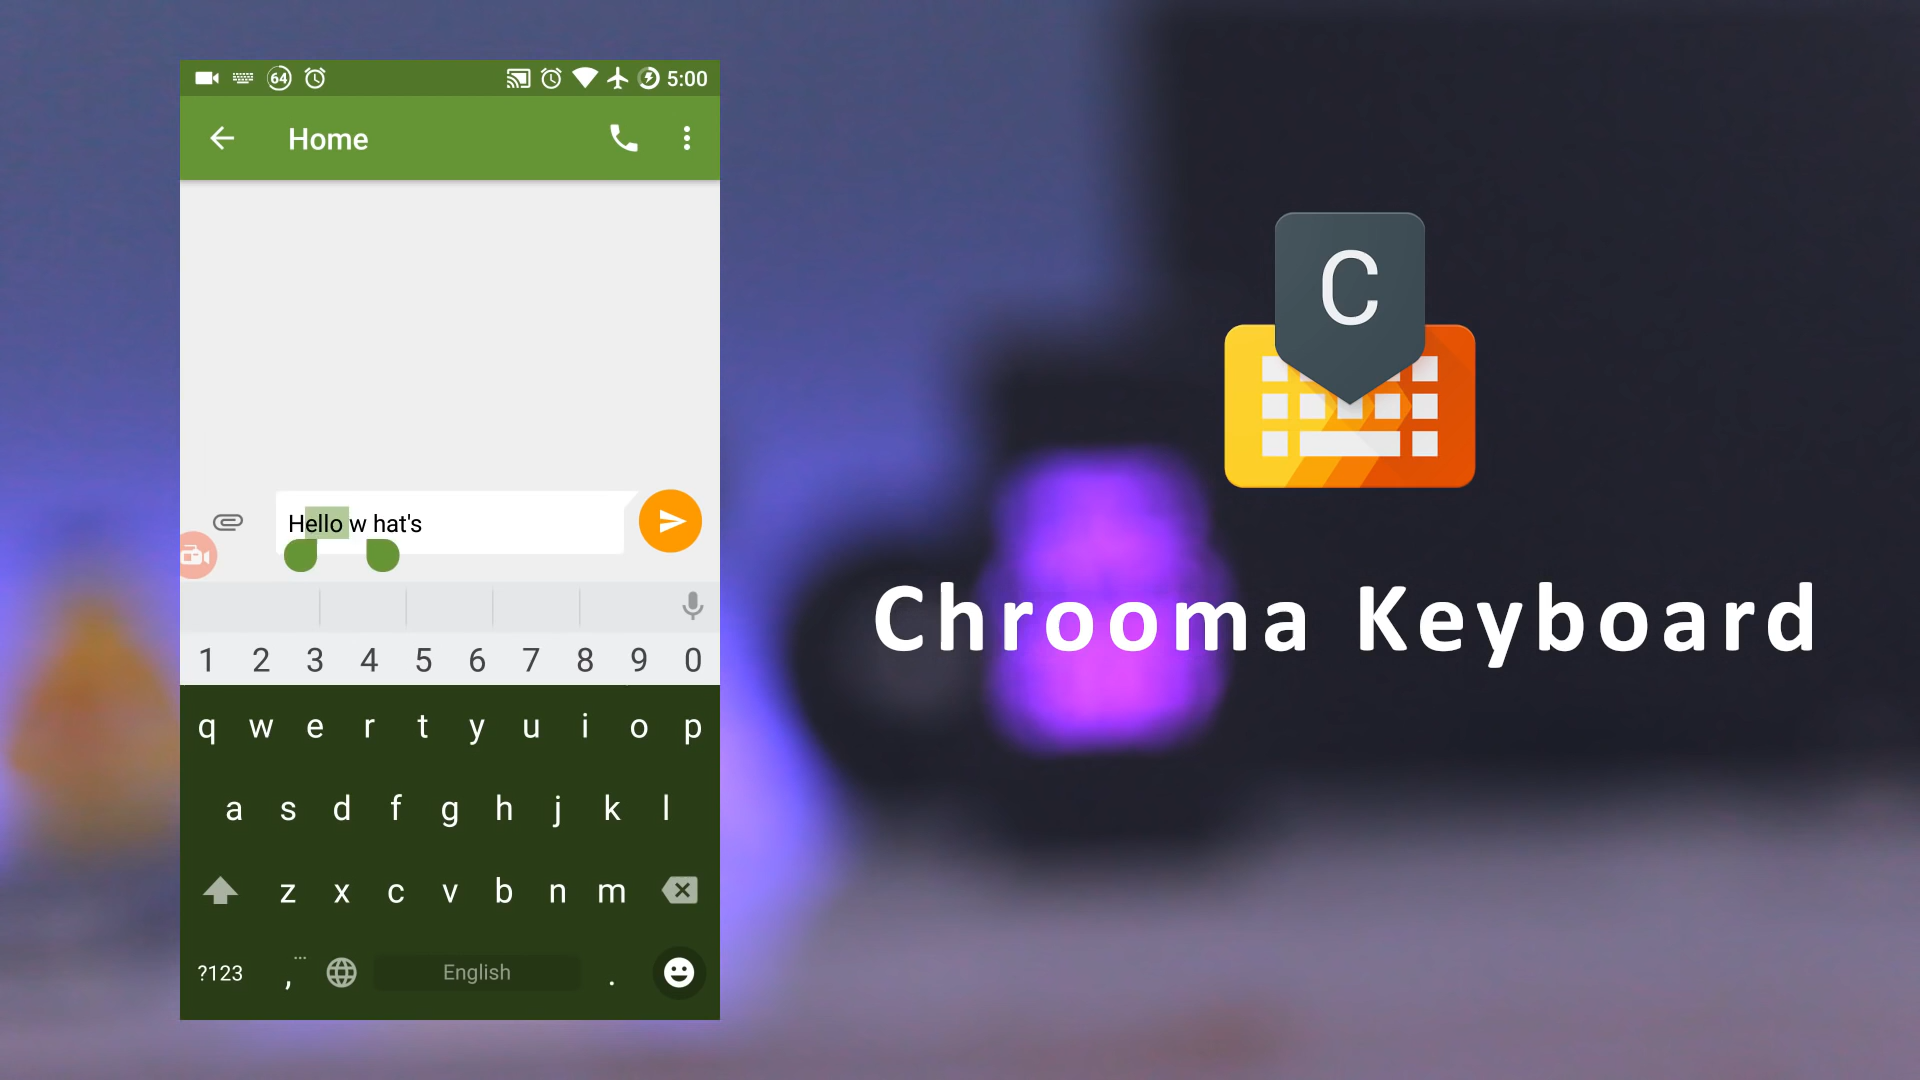 64 5:00
Home
Hello w hat's
1 2 3 4 5 6 7 8 9 0
q w e r t y u i o p
a s d f g h j k l
z x c v b n m
?123 , ... English .
C
Chrooma Keyboard